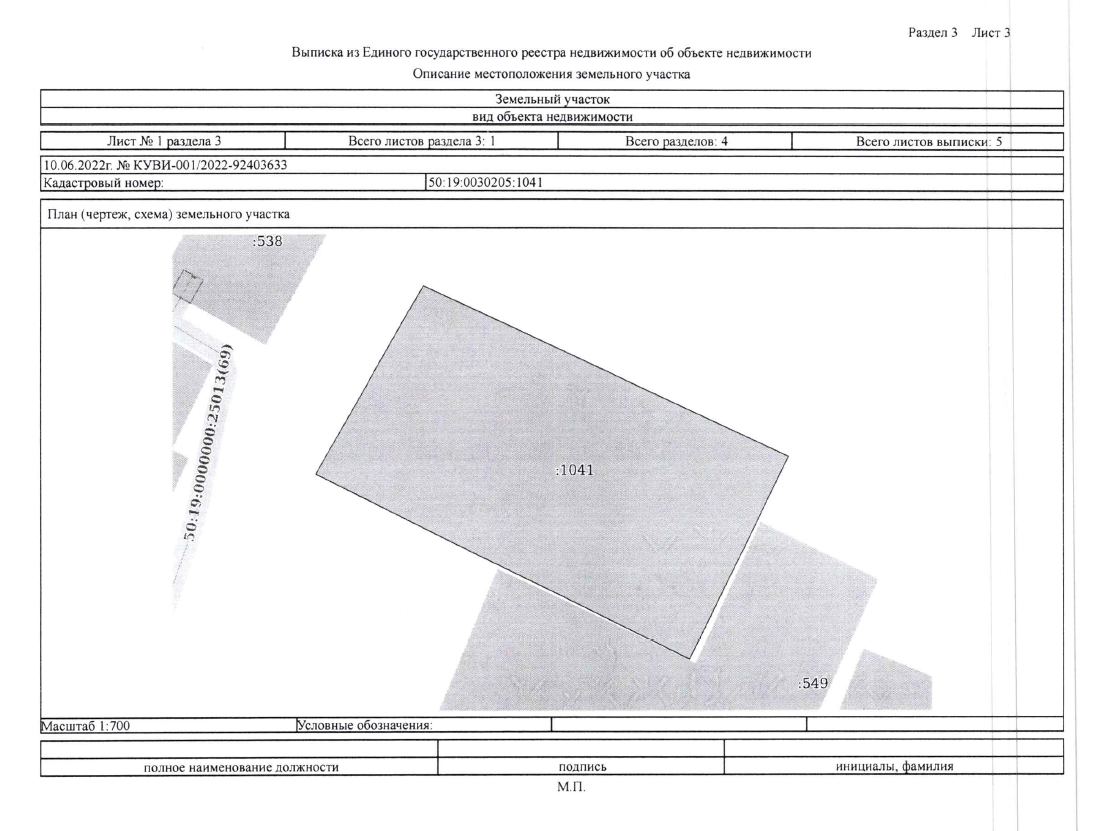 Раздел 3 Лист 3
Выписка из Единого государственного реестра недвижимости об объекте недвижимости
Описание местоположения земельного участка
Земельный участок
вид объекта недвижимости
Лист № 1 раздела 3 Всего листов раздела 3: 1 Всего разделов: 4 Всего листов выписки: 5
10.06.2022г. № КУВИ-001/2022-92403633
Кадастровый номер: 50:19:0030205:1041
План (чертеж, схема) земельного участка
:538
50:19:0000000:25013(69)
:1041
:549
Масштаб 1:700 Условные обозначения:
полное наименование должности подпись инициалы, фамилия
М.П.